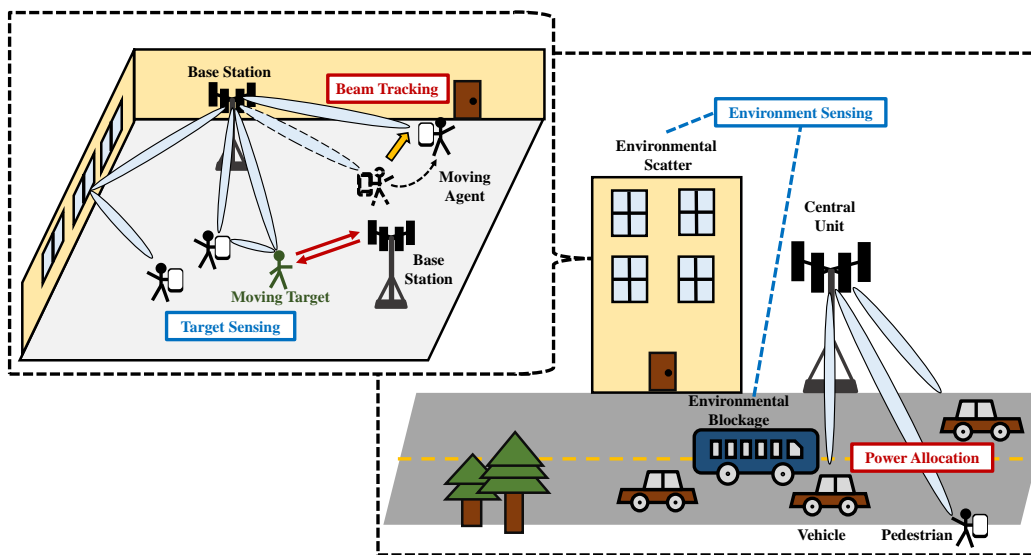 Base Station
Beam Tracking
Moving
Agent
Base
Station
Moving Target
Target Sensing
Environment Sensing
Environmental
Scatter
Central
Unit
Environmental
Blockage
Power Allocation
Vehicle
Pedestrian